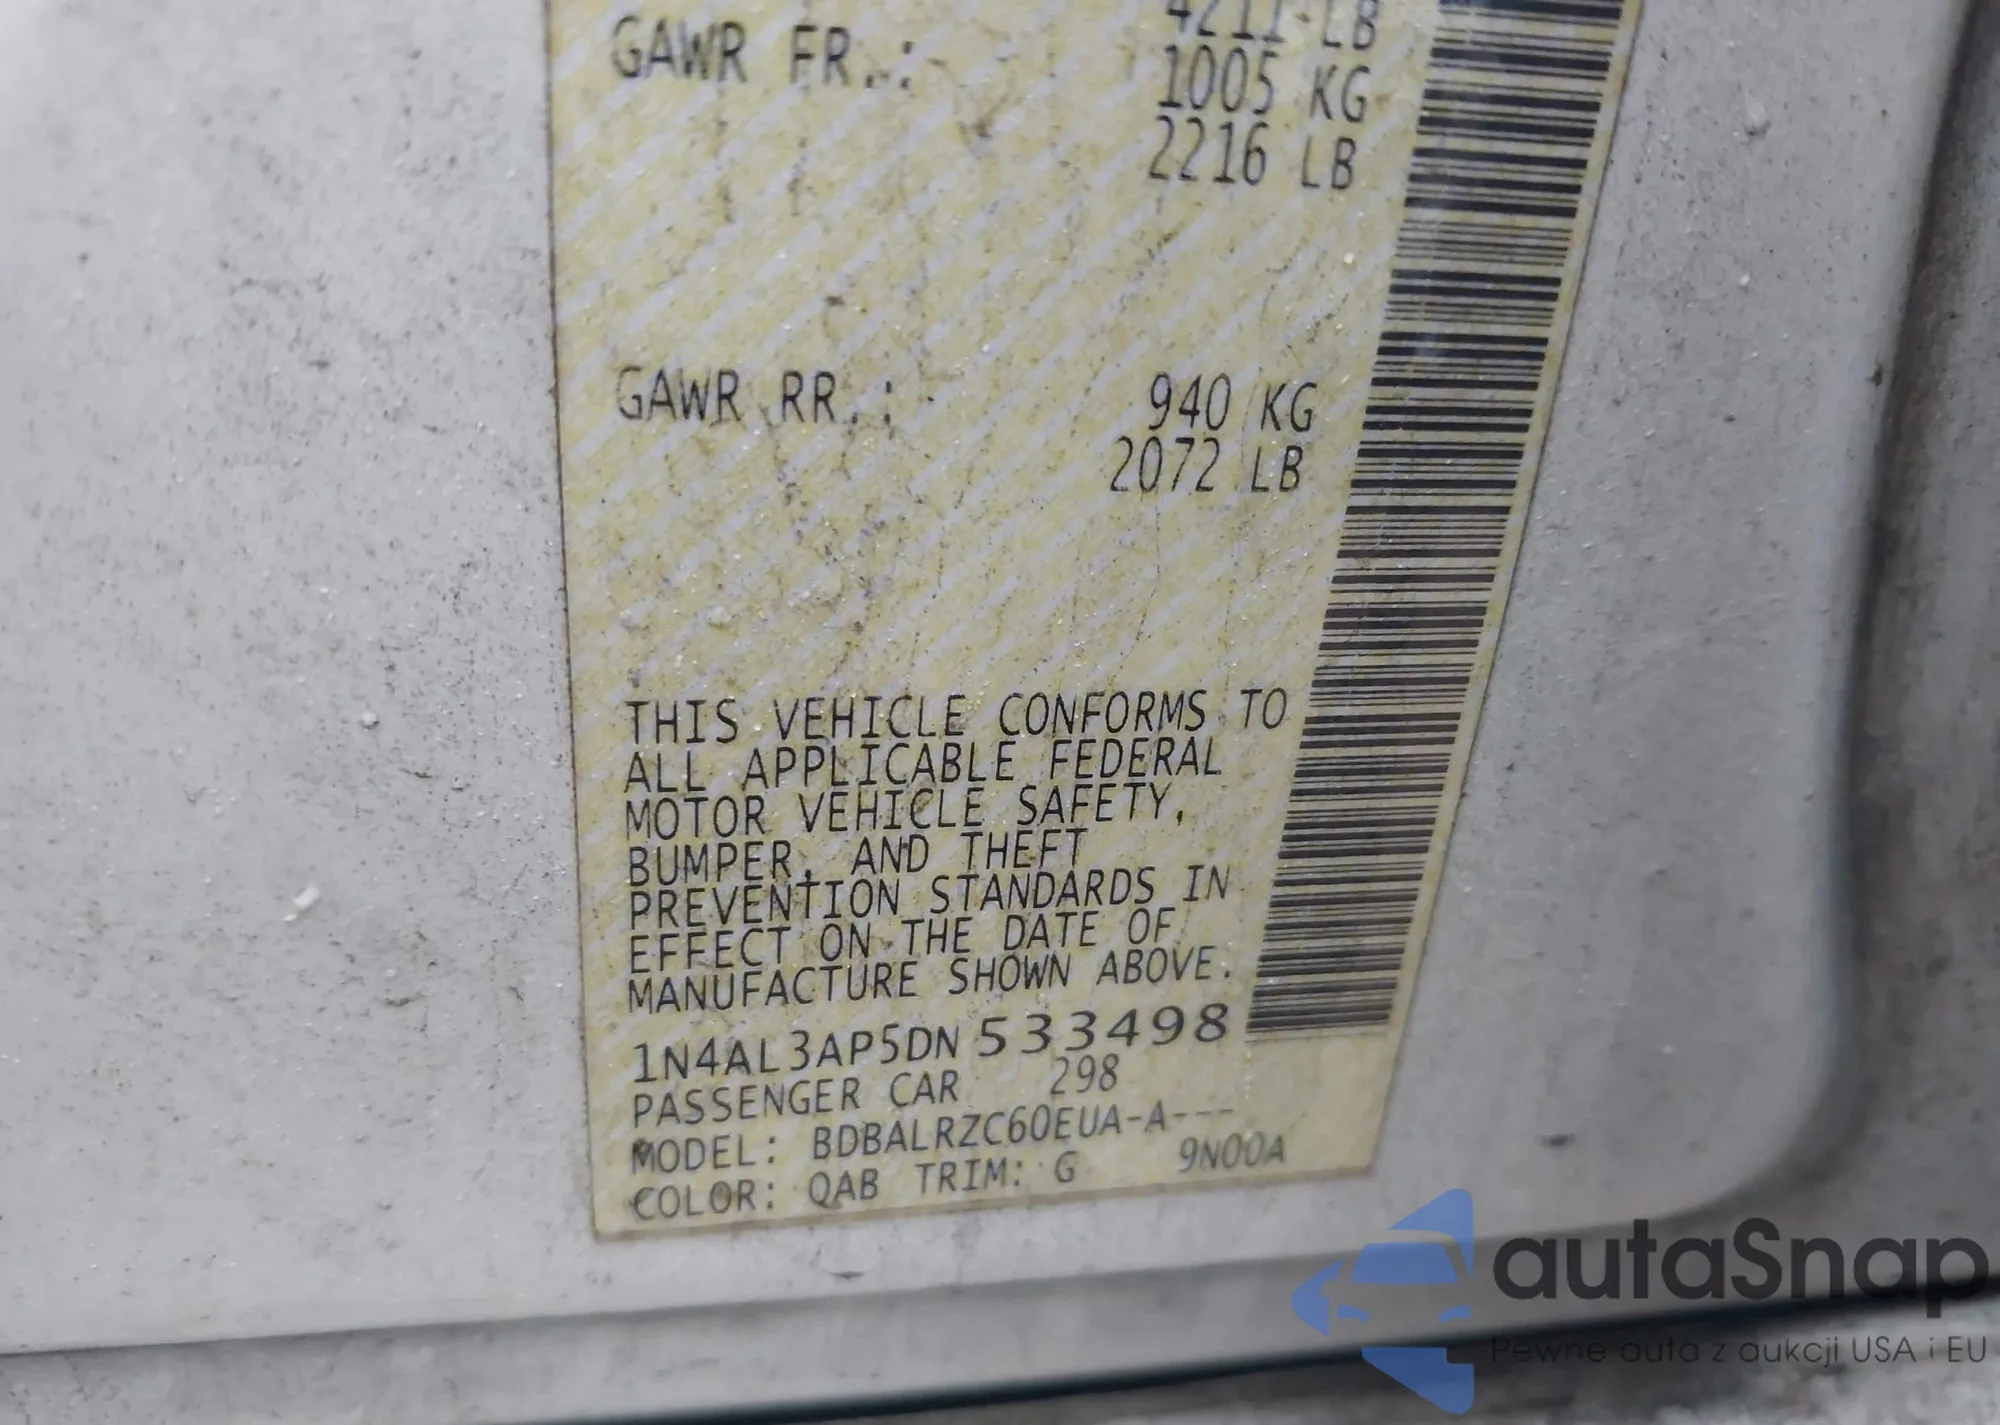 4211 LB
GAWR FR.: 1005 KG
2216 LB
GAWR RR.: 940 KG
2072 LB
THIS VEHICLE CONFORMS TO
ALL APPLICABLE FEDERAL
MOTOR VEHICLE SAFETY,
BUMPER, AND THEFT
PREVENTION STANDARDS IN
EFFECT ON THE DATE OF
MANUFACTURE SHOWN ABOVE.
1N4AL3AP5DN533498
PASSENGER CAR 298
MODEL: BDBALRZC60EUA-A---
COLOR: QAB TRIM: G 9N00A
autaSnap
Pewne auta z aukcji USA i EU